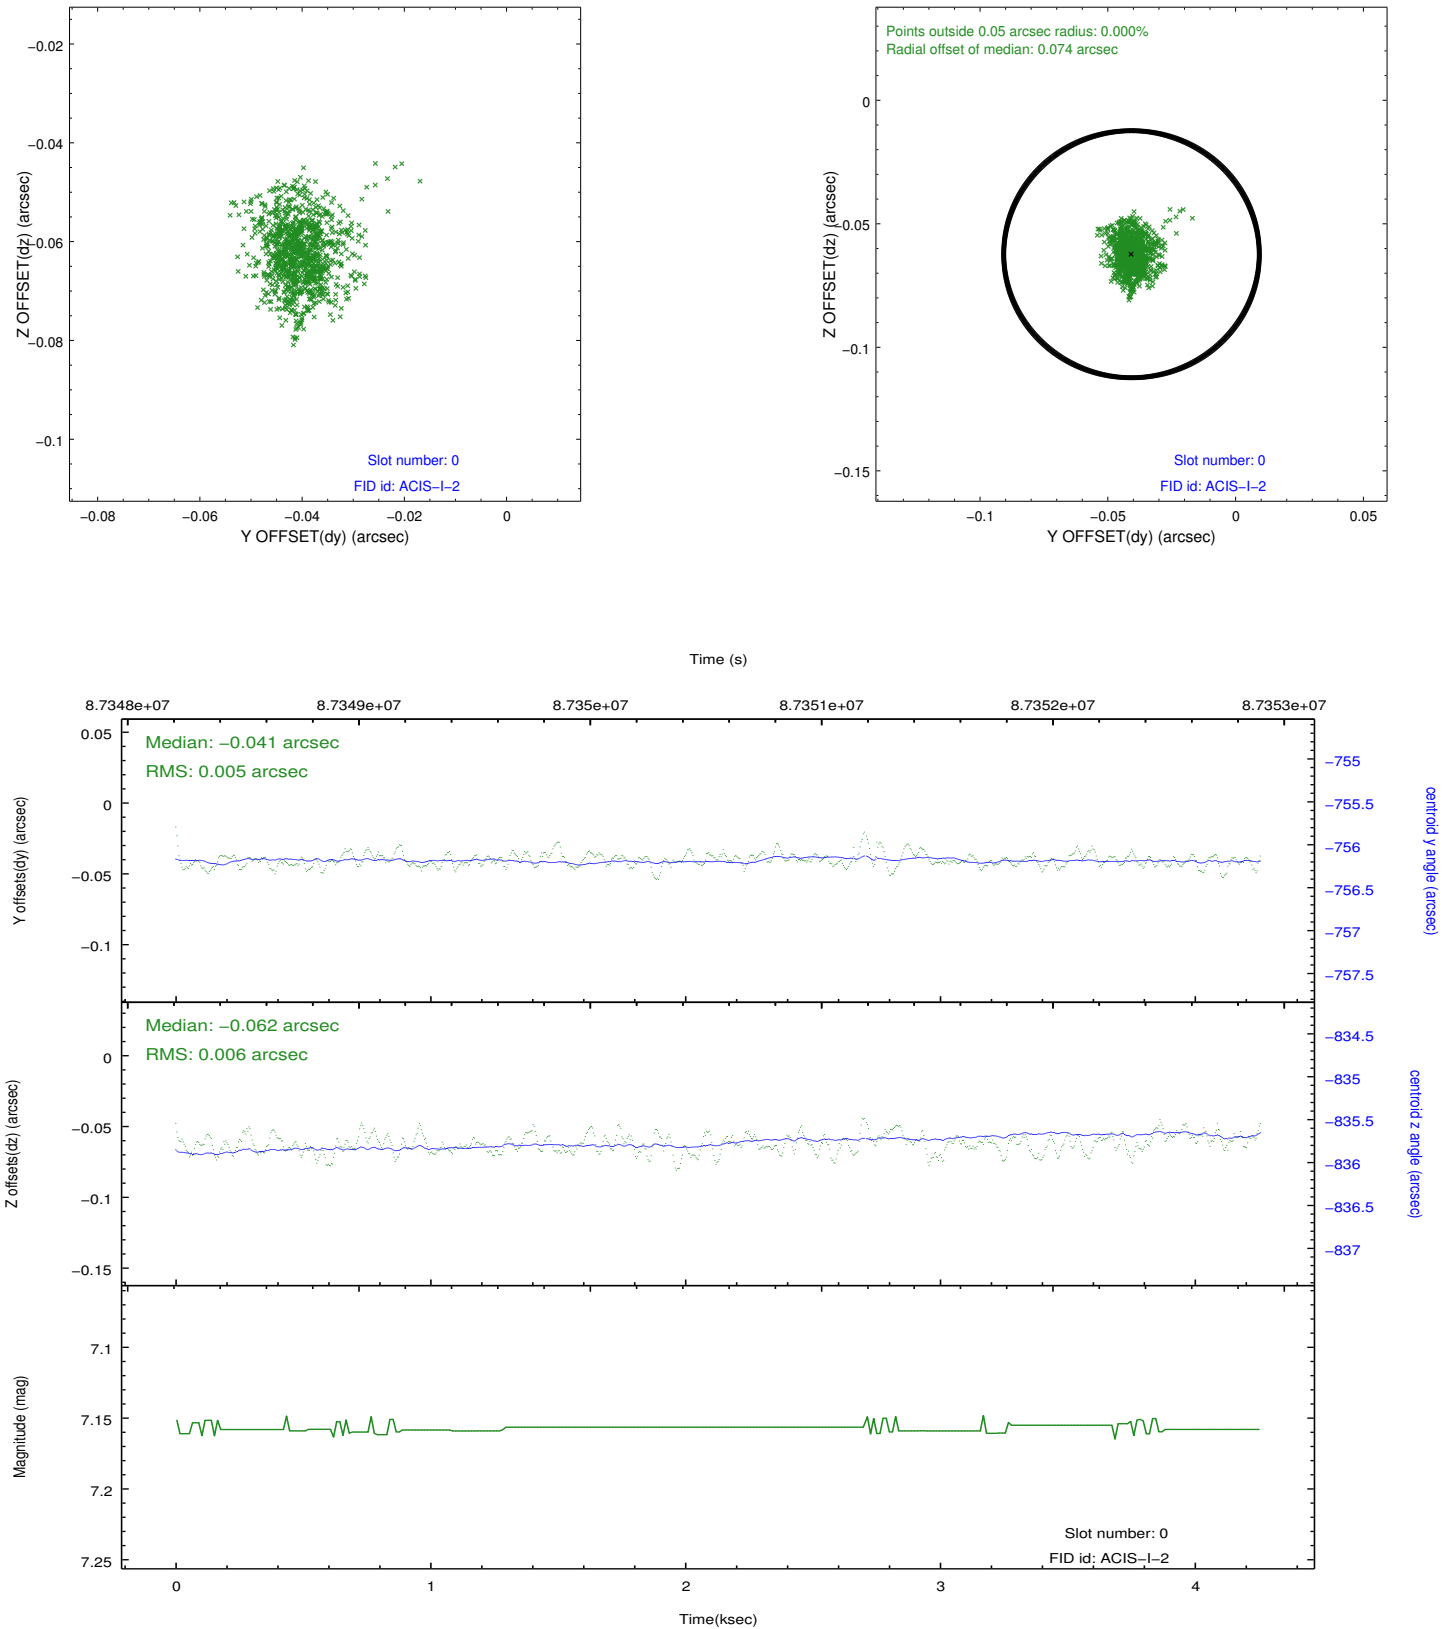 −0.02
−0.04
−0.06
−0.08
−0.1
Z OFFSET(dz) (arcsec)
Slot number: 0
FID id: ACIS−I−2
−0.08
−0.06
−0.04
−0.02
0
Y OFFSET(dy) (arcsec)
Points outside 0.05 arcsec radius: 0.000%
Radial offset of median: 0.074 arcsec
0
−0.05
−0.1
−0.15
Z OFFSET(dz) (arcsec)
Slot number: 0
FID id: ACIS−I−2
−0.1
−0.05
0
0.05
Y OFFSET(dy) (arcsec)
Time (s)
8.7348e+07
8.7349e+07
8.735e+07
8.7351e+07
8.7352e+07
8.7353e+07
Median: −0.041 arcsec
RMS: 0.005 arcsec
0.05
0
−0.05
−0.1
Y offsets(dy) (arcsec)
−755
−755.5
−756
−756.5
−757
−757.5
centroid y angle (arcsec)
Median: −0.062 arcsec
RMS: 0.006 arcsec
0
−0.05
−0.1
−0.15
Z offsets(dz) (arcsec)
−834.5
−835
−835.5
−836
−836.5
−837
centroid z angle (arcsec)
7.1
7.15
7.2
7.25
Magnitude (mag)
Slot number: 0
FID id: ACIS−I−2
0
1
2
3
4
Time(ksec)